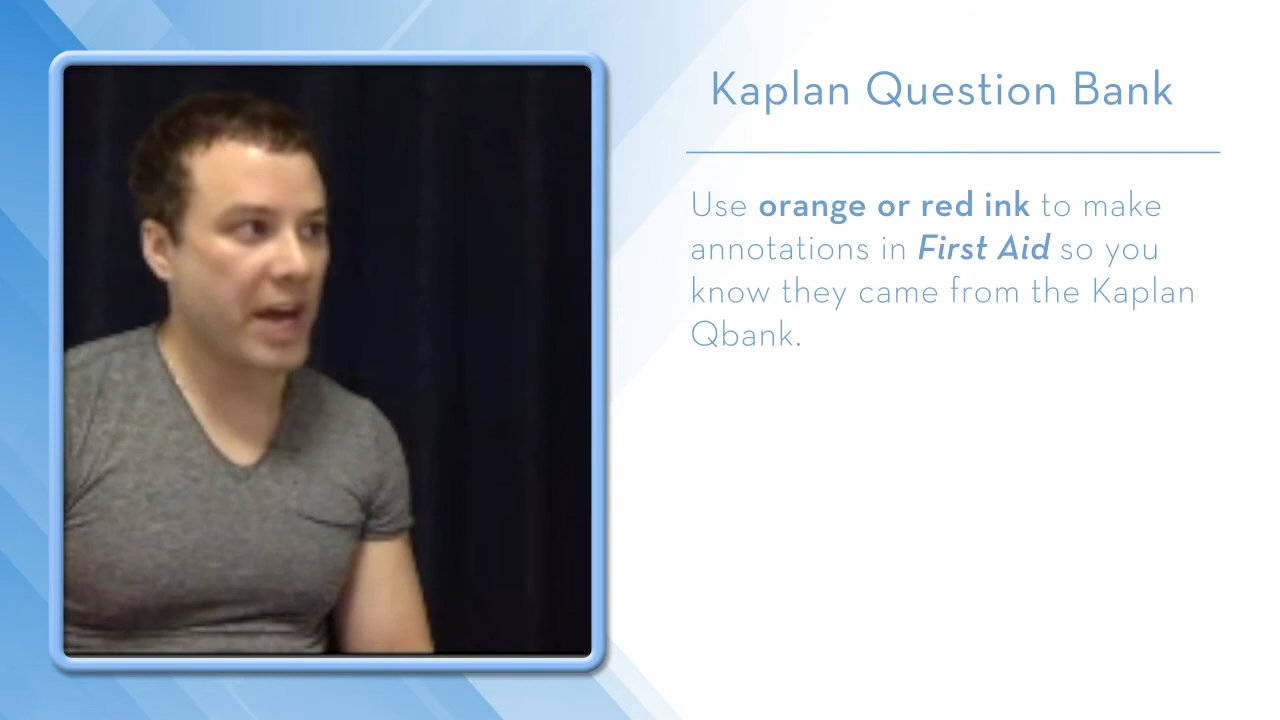 Kaplan Question Bank
Use orange or red ink to make
annotations in First Aid so you
know they came from the Kaplan
Qbank.